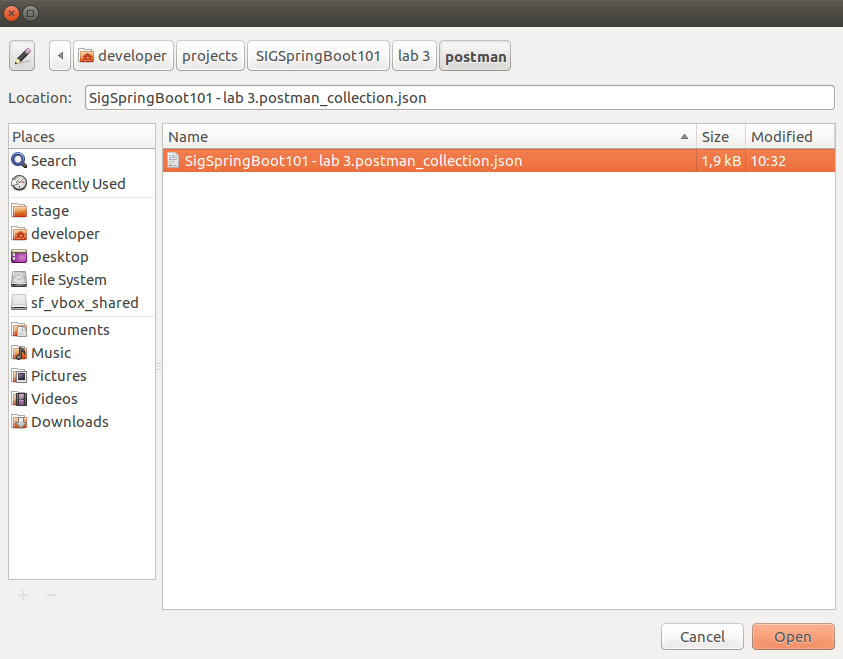 developer projects SIGSpringBoot101 lab 3 postman
Location: SigSpringBoot101 - lab 3.postman_collection.json
Places
Search
Recently Used
stage
developer
Desktop
File System
sf_vbox_shared
Documents
Music
Pictures
Videos
Downloads
Name Size Modified
SigSpringBoot101 - lab 3.postman_collection.json 1,9 kB 10:32
Cancel Open